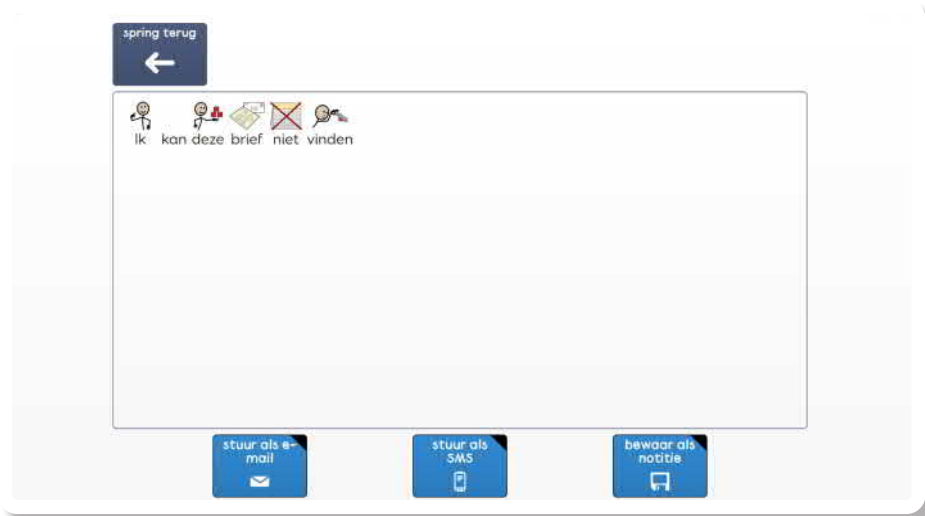 spring terug
Ik kan deze brief niet vinden
stuur als e-
mail
stuur als
SMS
bewaar als
notitie